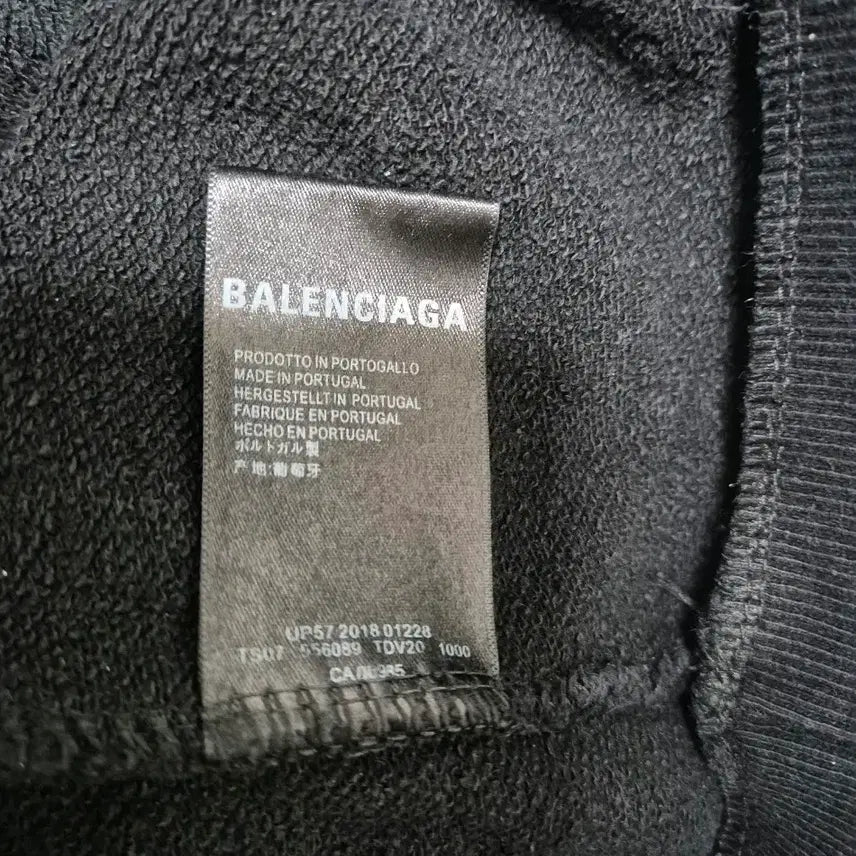 BALENCIAGA
PRODOTTO IN PORTOGALLO
MADE IN PORTUGAL
HERGESTELLT IN PORTUGAL
FABRIQUE EN PORTUGAL
HECHO EN PORTUGAL
ポルトガル製
产地:葡萄牙
UP57 2018 01228
TS07 556089 TDV20 1000